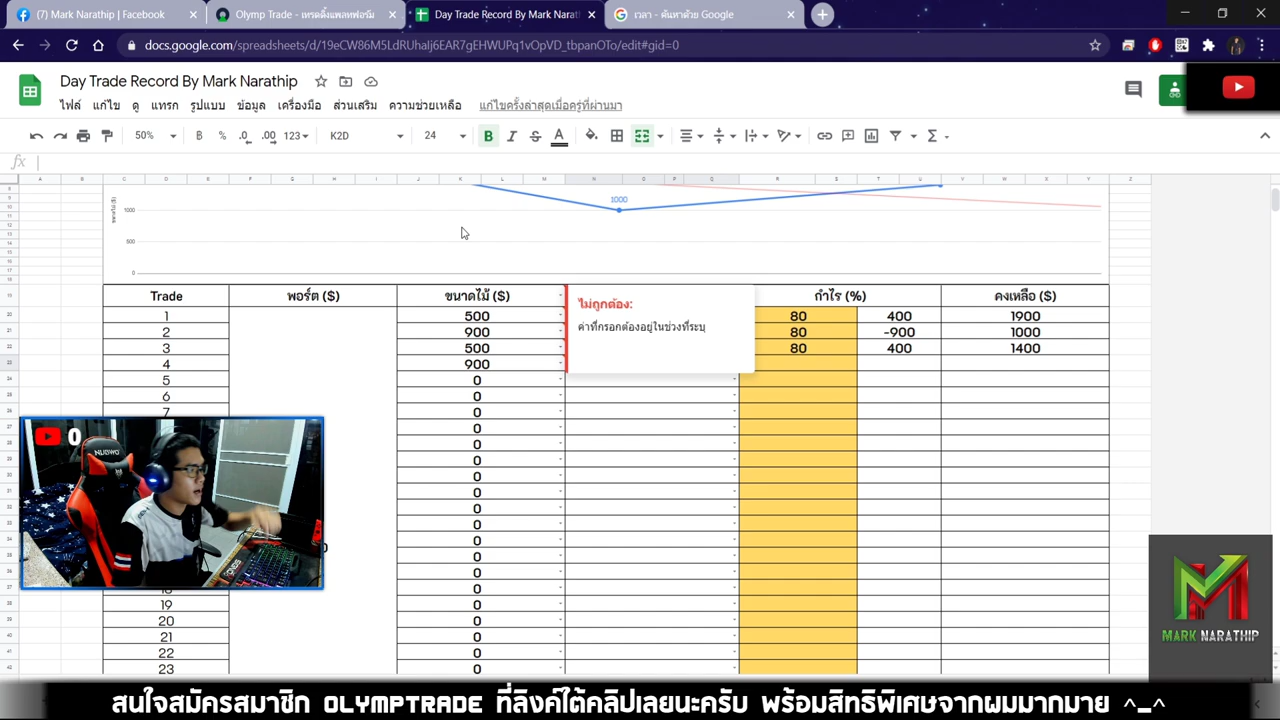 (7) Mark Narathip | Facebook
Olymp Trade - เทรดดิ้งแพลทฟอร์ม
Day Trade Record By Mark Narat
เวลา - ค้นหาด้วย Google
docs.google.com/spreadsheets/d/19eCW86M5LdRUhaIj6EAR7gEHWUPq1vOpVD_tbpanOTo/edit#gid=0
Day Trade Record By Mark Narathip
ไฟล์ แก้ไข ดู แทรก รูปแบบ ข้อมูล เครื่องมือ ส่วนเสริม ความช่วยเหลือ แก้ไขครั้งล่าสุดเมื่อครู่ที่ผ่านมา
50% ฿ % .0 .00 123 K2D 24 B I S A Σ
fx
1000
1000
500
0
Trade พอร์ต ($) ขนาดไม้ ($) กำไร (%) คงเหลือ ($)
ไม่ถูกต้อง:
ค่าที่กรอกต้องอยู่ในช่วงที่ระบุ
1 500 80 400 1900
2 900 80 -900 1000
3 500 80 400 1400
4 900
5 0
6 0
7 0
0
0
0
0
0
0
0
0
0
0
0
19 0
20 0
21 0
22 0
23 0
0
NUBWO
MARK NARATHIP
สนใจสมัครสมาชิก OLYMPTRADE ที่ลิงค์ใต้คลิปเลยนะครับ พร้อมสิทธิพิเศษจากผมมากมาย ^_^